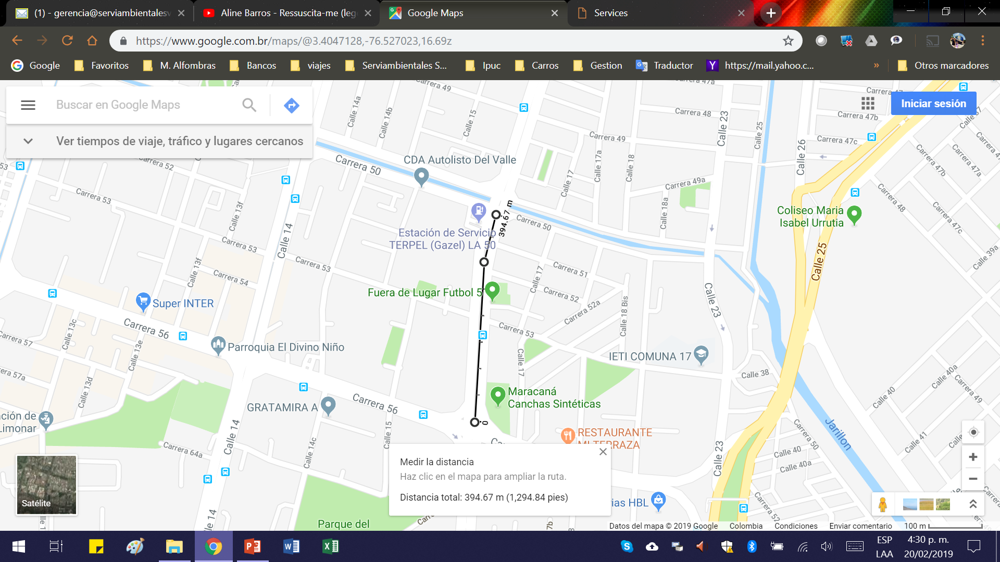 (1) - gerencia@serviambientalesv
Aline Barros - Ressuscita-me (leg
Google Maps
Services
https://www.google.com.br/maps/@3.4047128,-76.527023,16.69z
Google
Favoritos
M. Alfombras
Bancos
viajes
Serviambientales S...
Ipuc
Carros
Gestion
Traductor
https://mail.yahoo.c...
»
Otros marcadores
Buscar en Google Maps
Iniciar sesión
Ver tiempos de viaje, tráfico y lugares cercanos
Carrera 49
Carrera 47a
Calle 14a
Calle 14b
Calle 15
Carrera 48
Calle 23
Calle 25
Carrera 47b
Carrera 49
Carrera 47c
Calle 26
Carrera 52
53
Carrera 50
CDA Autolisto Del Valle
Calle 17
Calle 17a
Calle 18
Carrera 49a
Carrera 47b
Carrera 47a
Carrera 53
Calle 13f
Calle 18a
Carrera 48
394.67 m
Carrera 50
Coliseo Maria
Isabel Urrutia
Carrera 47c
Estación de Servicio
TERPEL (Gazel) LA 50
Calle 14
Carrera 53
Carrera 53
Calle 25
Carrera 39a
Carrera 54
Calle 13f
Calle 17
Carrera 51
Carrera 52
Fuera de Lugar Futbol 5
Carrera 52a
Calle 18 Bis
Calle 23
Super INTER
Carrera 56
Calle 13c
Calle 13e
Carrera 57
Carrera 53
Parroquia El Divino Niño
IETI COMUNA 17
Calle 17
Calle 38
era 57a
Calle 13d
Calle 40a
Carrera 49
Calle 40
Maracaná
Canchas Sintéticas
GRATAMIRA A
Carrera 56
ción de
Limonar
0
Calle 15
Calle 14
Calle 14c
Carrera 64a
RESTAURANTE
MI TERRAZA
Jarillon
Carrera 50
Calle 41
Calle 40
Calle 40a
Calle 23
Medir la distancia
Haz clic en el mapa para ampliar la ruta.
Distancia total: 394.67 m (1,294.84 pies)
rias HBL
Satélite
Parque del
lle 14
Carrera 52
7b
Datos del mapa © 2019 Google
Colombia
Condiciones
Enviar comentario
100 m
ESP
LAA
4:30 p. m.
20/02/2019